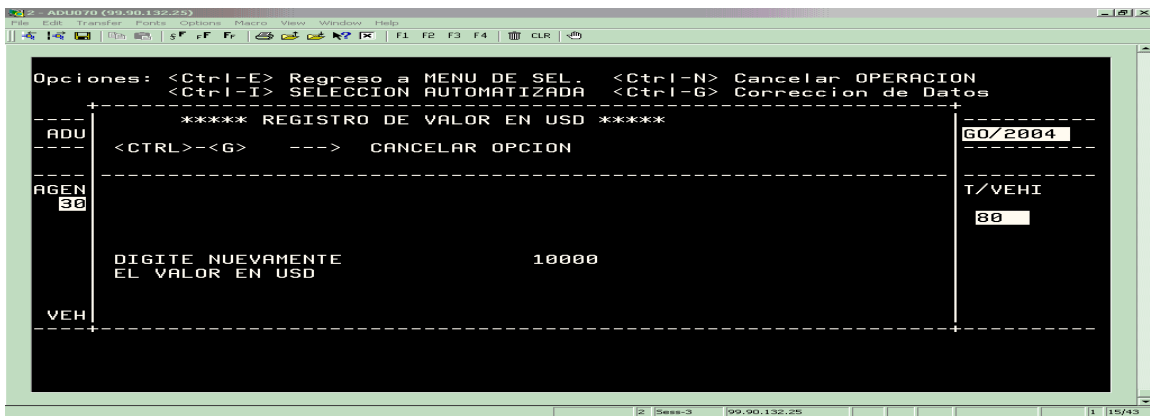 2 - ADU070 (99.90.132.25)
File Edit Transfer Fonts Options Macro View Window Help
F1 F2 F3 F4 CLR
Opciones: <Ctrl-E> Regreso a MENU DE SEL. <Ctrl-N> Cancelar OPERACION
<Ctrl-I> SELECCION AUTOMATIZADA <Ctrl-G> Correccion de Datos
***** REGISTRO DE VALOR EN USD *****
ADU GO/2004
<CTRL>-<G> ---> CANCELAR OPCION
AGEN T/VEHI
30 80
DIGITE NUEVAMENTE 10000
EL VALOR EN USD
VEH
2 Sess-3 99.90.132.25 1 15/43